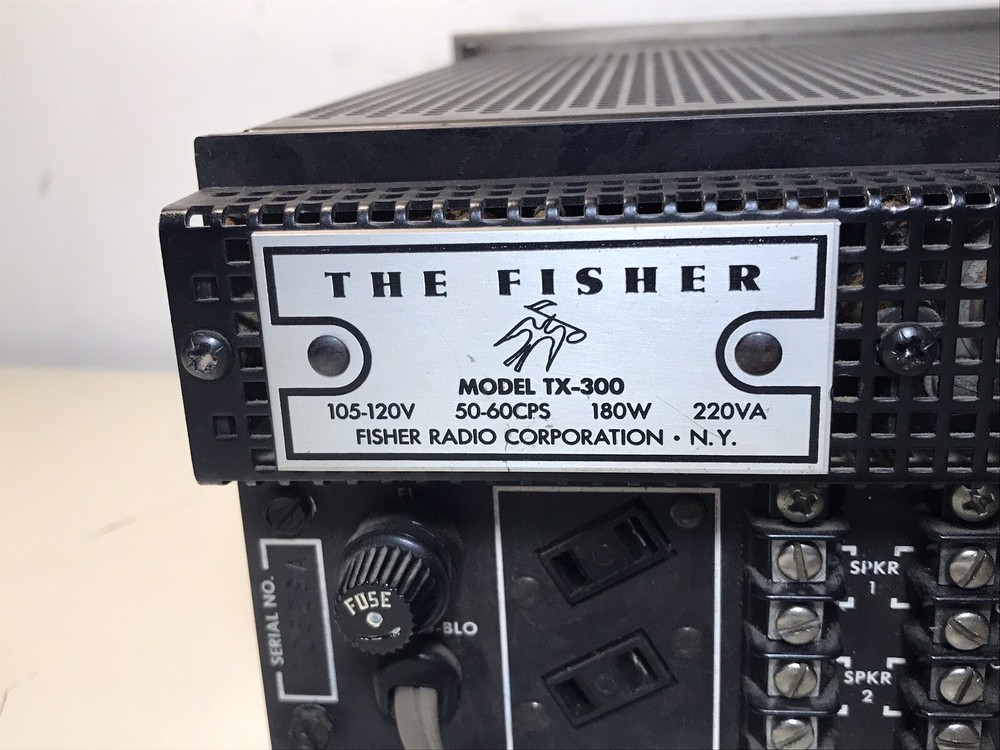 THE FISHER
MODEL TX-300
105-120V 50-60CPS 180W 220VA
FISHER RADIO CORPORATION · N.Y.
F1
SERIAL NO.
FUSE
-BLO
SPKR
1
SPKR
2